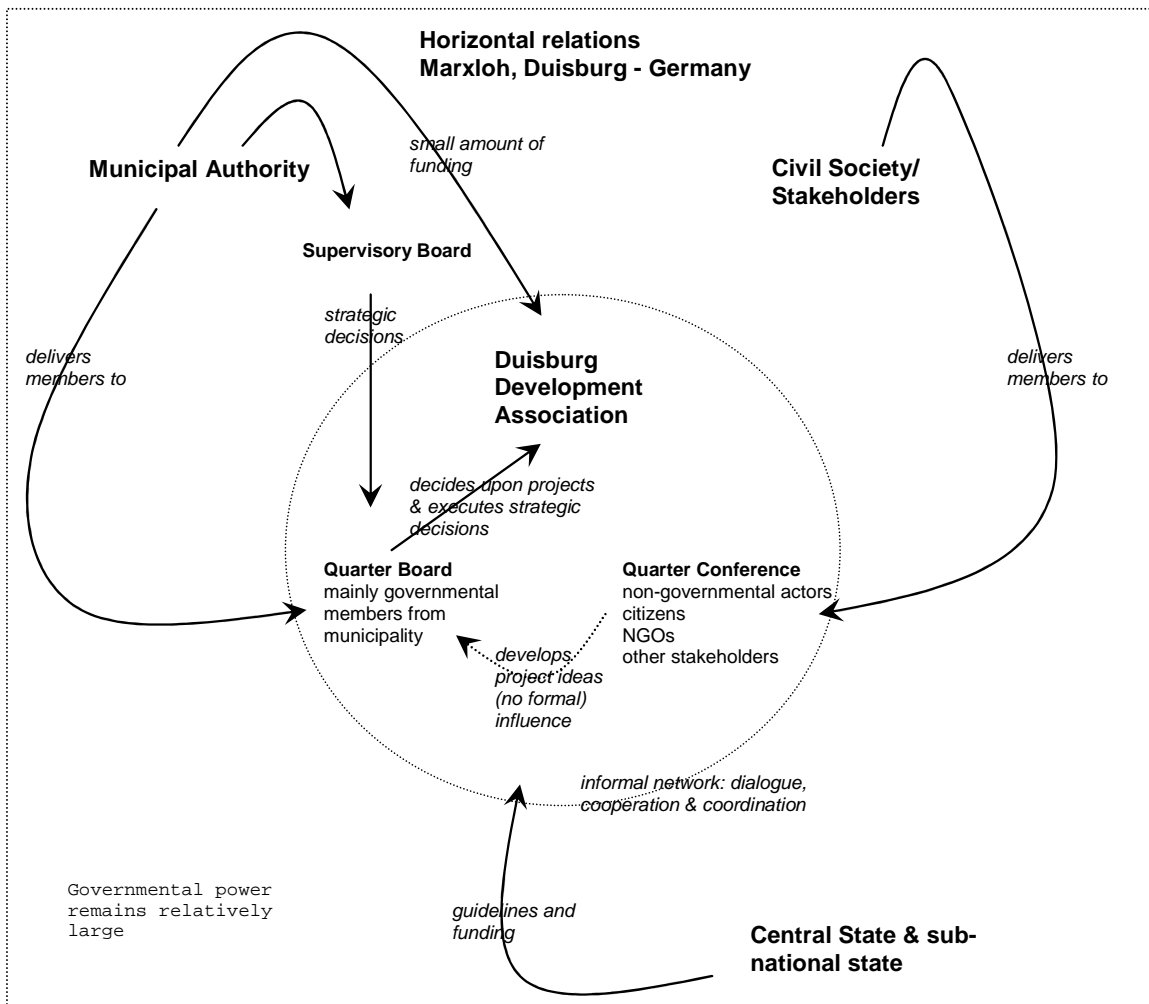 Horizontal relations
Marxloh, Duisburg - Germany
small amount of
funding
Municipal Authority
Civil Society/
Stakeholders
Supervisory Board
strategic
decisions
delivers
members to
Duisburg
Development
Association
delivers
members to
decides upon projects
& executes strategic
decisions
Quarter Board
mainly governmental
members from
municipality
Quarter Conference
non-governmental actors
citizens
NGOs
other stakeholders
develops
project ideas
(no formal)
influence
informal network: dialogue,
cooperation & coordination
Governmental power
remains relatively
large
guidelines and
funding
Central State & sub-
national state